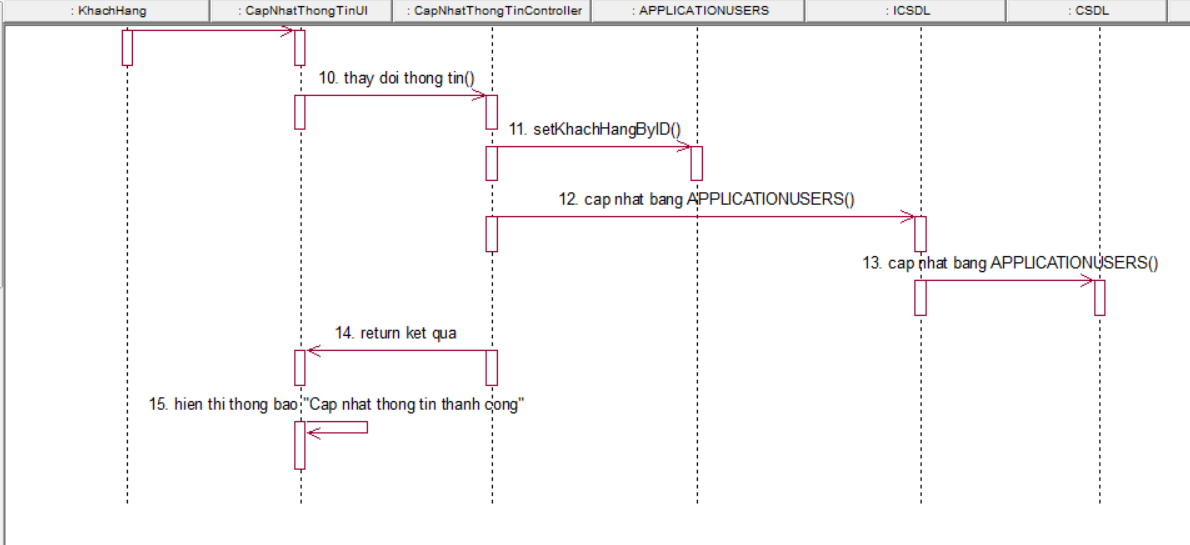 : KhachHang
: CapNhatThongTinUI
: CapNhatThongTinController
: APPLICATIONUSERS
: ICSDL
: CSDL
10. thay doi thong tin()
11. setKhachHangByID()
12. cap nhat bang APPLICATIONUSERS()
13. cap nhat bang APPLICATIONUSERS()
14. return ket qua
15. hien thi thong bao "Cap nhat thong tin thanh cong"